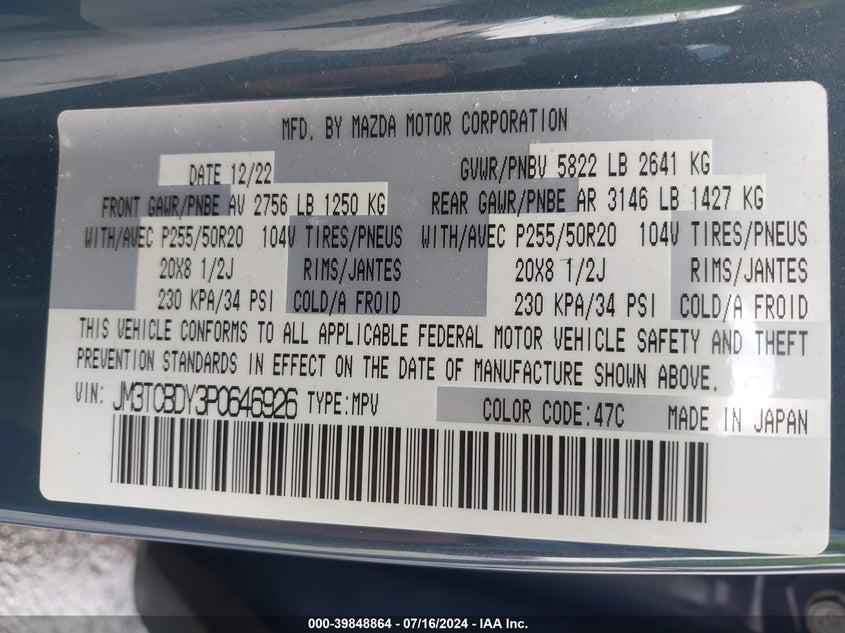 MFD. BY MAZDA MOTOR CORPORATION
DATE 12/22 GVWR/PNBV 5822 LB 2641 KG
FRONT GAWR/PNBE AV 2756 LB 1250 KG REAR GAWR/PNBE AR 3146 LB 1427 KG
WITH/AVEC P255/50R20 104V TIRES/PNEUS WITH/AVEC P255/50R20 104V TIRES/PNEUS
20X8 1/2J RIMS/JANTES 20X8 1/2J RIMS/JANTES
230 KPA/34 PSI COLD/A FROID 230 KPA/34 PSI COLD/A FROID
THIS VEHICLE CONFORMS TO ALL APPLICABLE FEDERAL MOTOR VEHICLE SAFETY AND THEFT
PREVENTION STANDARDS IN EFFECT ON THE DATE OF MANUFACTURE SHOWN ABOVE.
VIN: JM3TCBDY3P0646926 TYPE:MPV COLOR CODE:47C MADE IN JAPAN
000-39848864 / 07/16/2024 - IAA Inc.